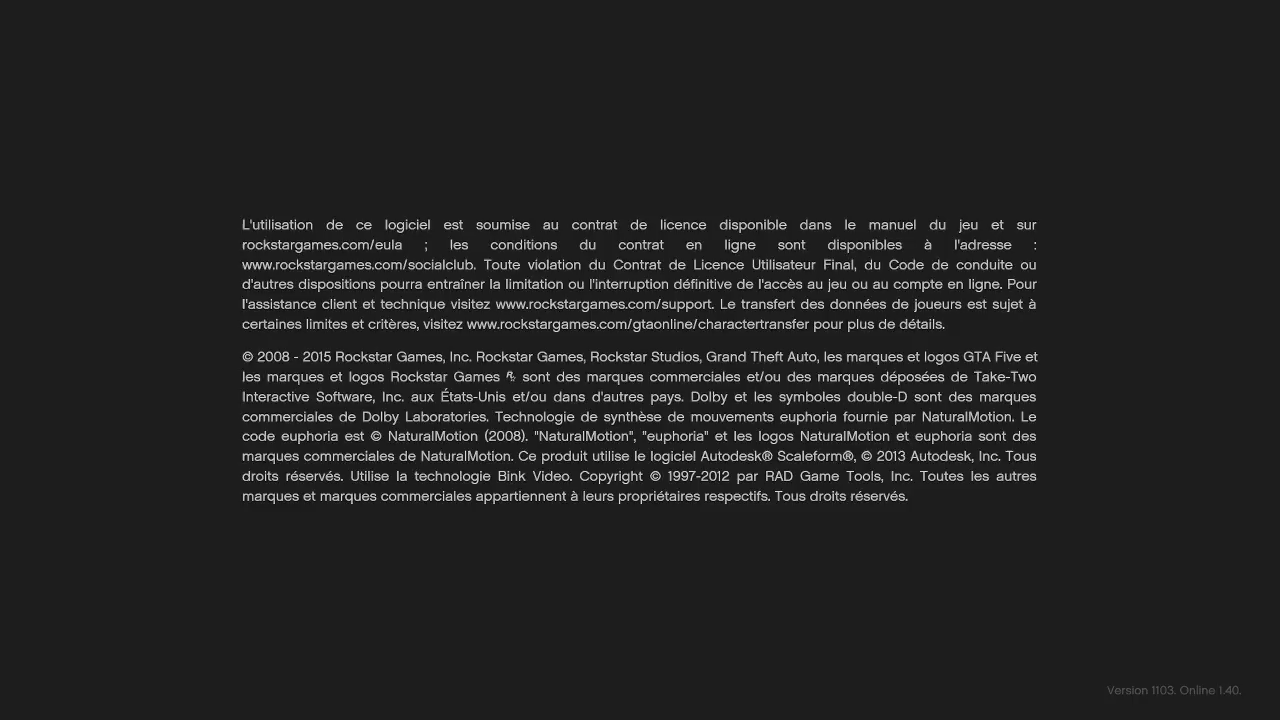 L'utilisation de ce logiciel est soumise au contrat de licence disponible dans le manuel du jeu et sur
rockstargames.com/eula ; les conditions du contrat en ligne sont disponibles à l'adresse :
www.rockstargames.com/socialclub. Toute violation du Contrat de Licence Utilisateur Final, du Code de conduite ou
d'autres dispositions pourra entraîner la limitation ou l'interruption définitive de l'accès au jeu ou au compte en ligne. Pour
l'assistance client et technique visitez www.rockstargames.com/support. Le transfert des données de joueurs est sujet à
certaines limites et critères, visitez www.rockstargames.com/gtaonline/charactertransfer pour plus de détails.
© 2008 - 2015 Rockstar Games, Inc. Rockstar Games, Rockstar Studios, Grand Theft Auto, les marques et logos GTA Five et
les marques et logos Rockstar Games R* sont des marques commerciales et/ou des marques déposées de Take-Two
Interactive Software, Inc. aux États-Unis et/ou dans d'autres pays. Dolby et les symboles double-D sont des marques
commerciales de Dolby Laboratories. Technologie de synthèse de mouvements euphoria fournie par NaturalMotion. Le
code euphoria est © NaturalMotion (2008). "NaturalMotion", "euphoria" et les logos NaturalMotion et euphoria sont des
marques commerciales de NaturalMotion. Ce produit utilise le logiciel Autodesk® Scaleform®, © 2013 Autodesk, Inc. Tous
droits réservés. Utilise la technologie Bink Video. Copyright © 1997-2012 par RAD Game Tools, Inc. Toutes les autres
marques et marques commerciales appartiennent à leurs propriétaires respectifs. Tous droits réservés.
Version 1103. Online 1.40.